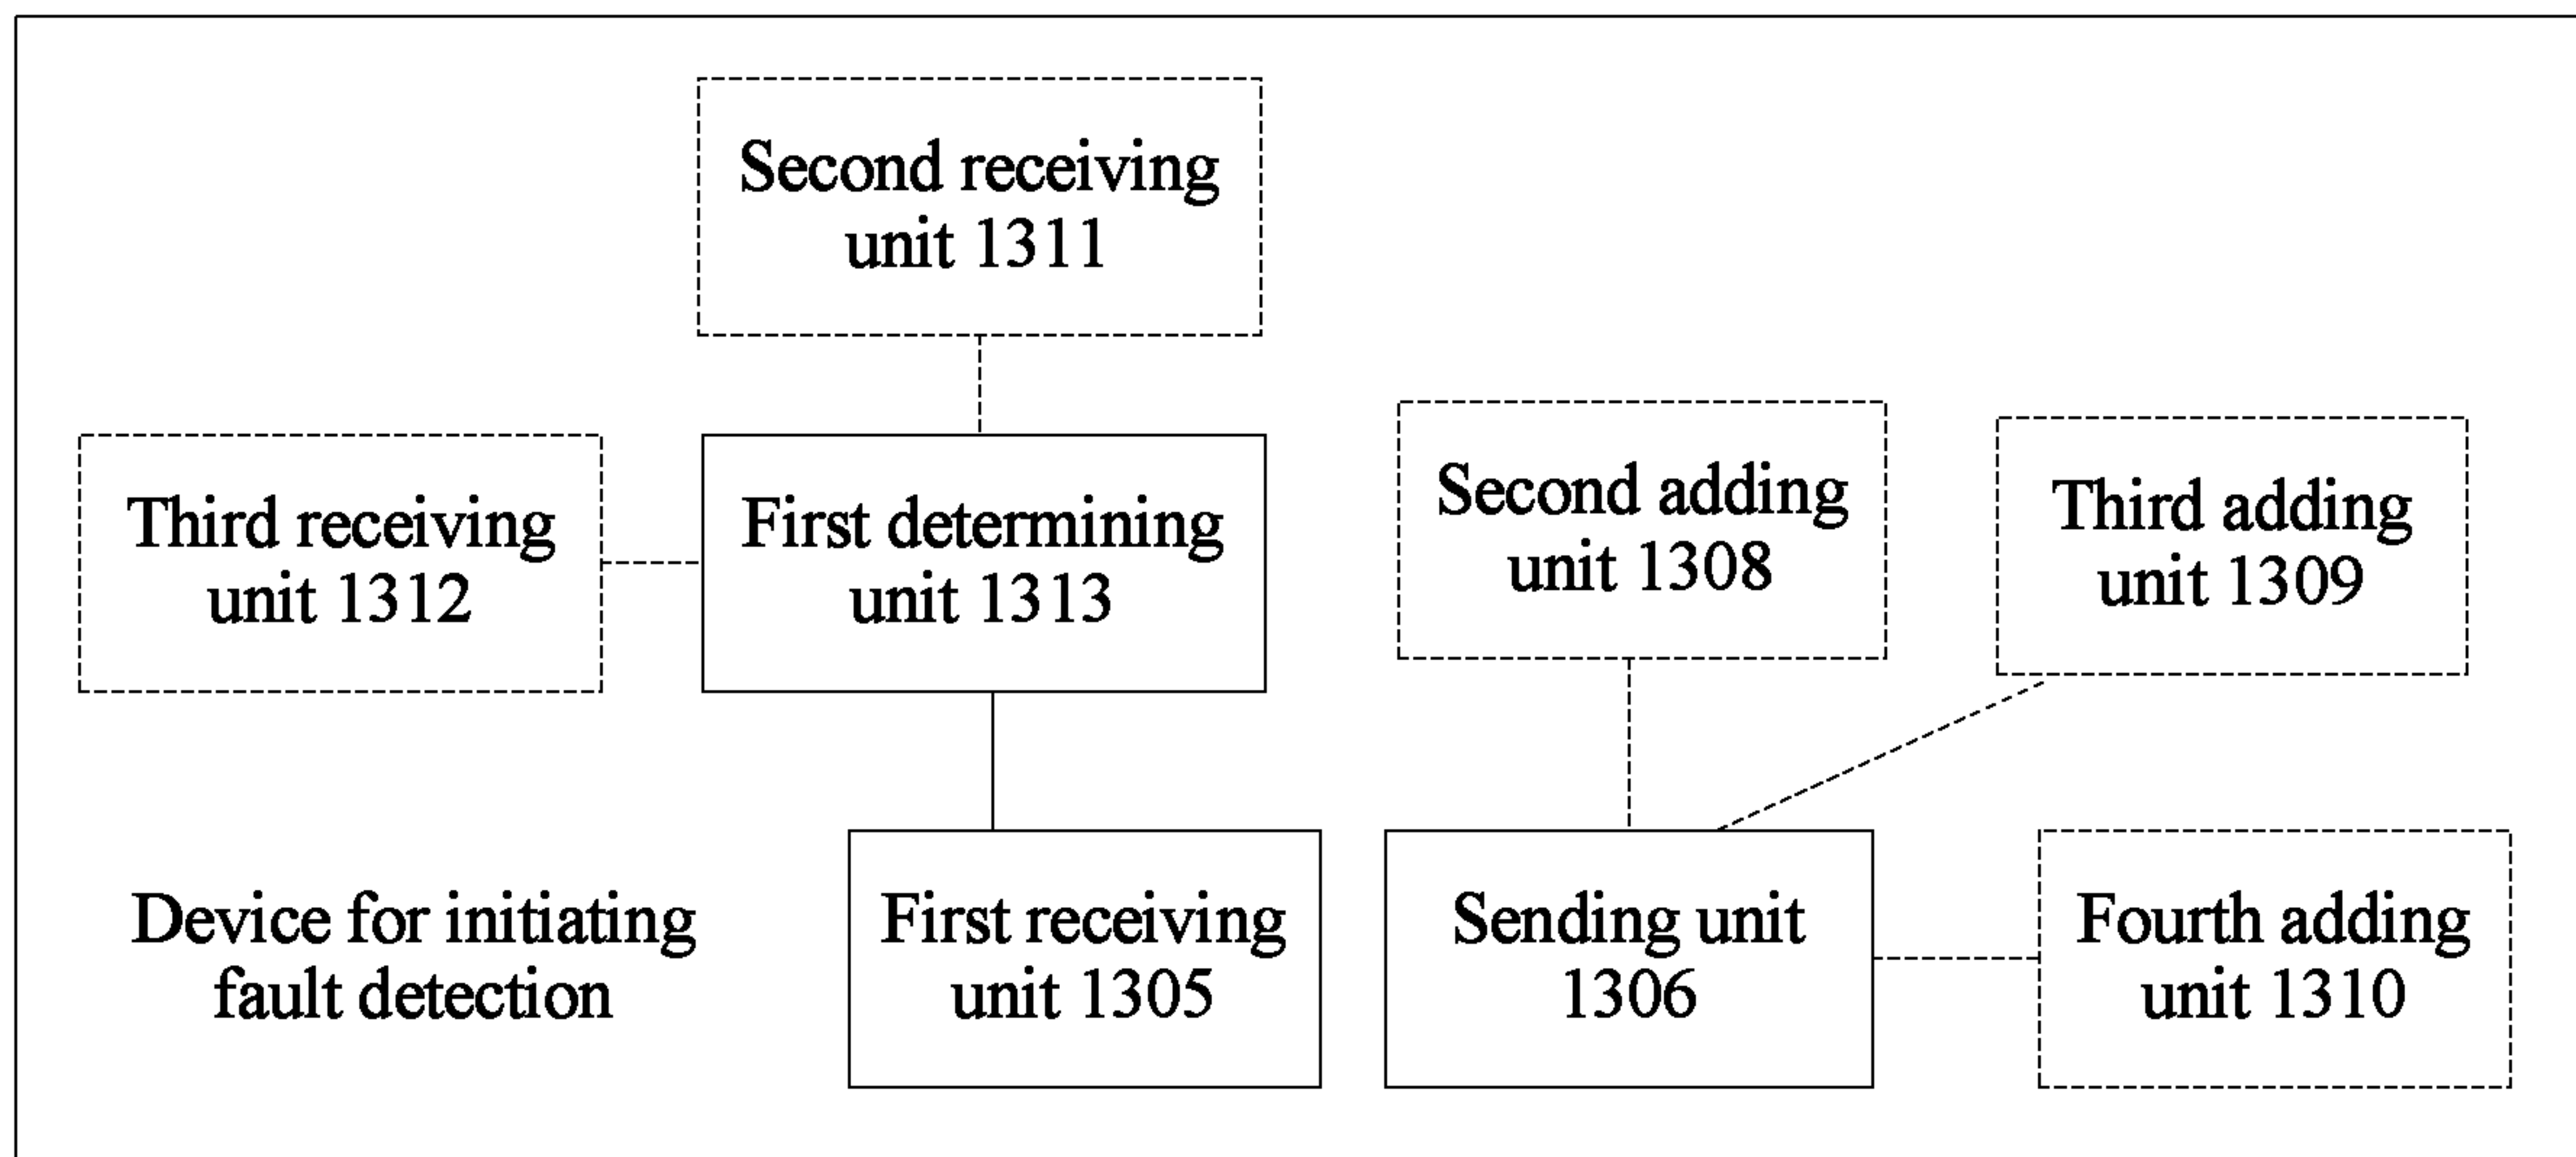 Second receiving
unit 1311
Third receiving
unit 1312
First determining
unit 1313
Second adding
unit 1308
Third adding
unit 1309
Device for initiating
fault detection
First receiving
unit 1305
Sending unit
1306
Fourth adding
unit 1310